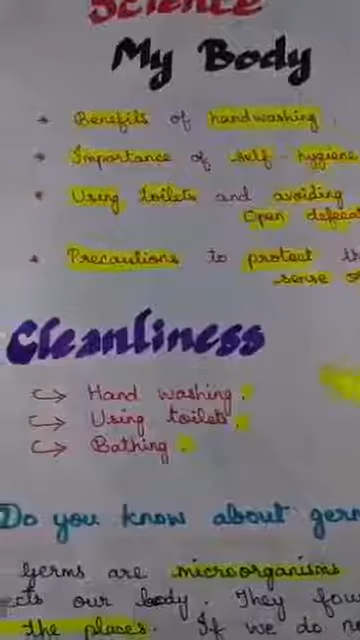 Science
My Body
Benefits of handwashing.
Importance of self-hygiene
Using toilets and avoiding
Open
Precautions to protect
sense
Cleanliness
Hand washing.
Using toilets.
Bathing.
Do you know about
Germs are microorganisms
our body. They
the places. If we do